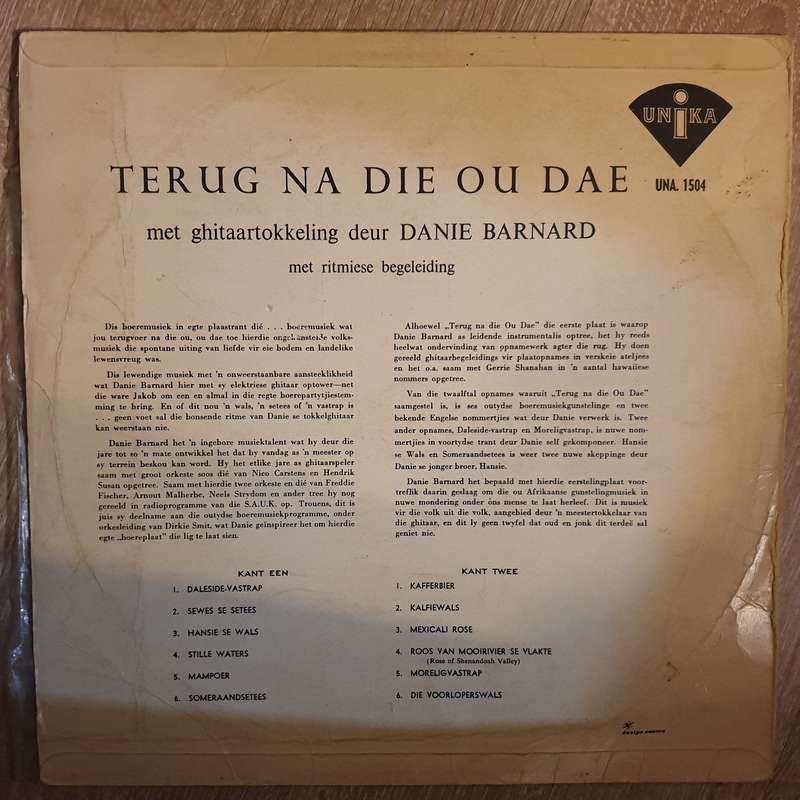 UNIKA
TERUG NA DIE OU DAE
UNA. 1504
met ghitaartokkeling deur DANIE BARNARD
met ritmiese begeleiding
Dis boeremusiek in egte plaastrant dié . . . boeremusiek wat
jou terugvoer na die ou, ou dae toe hierdie ongekunstelde volks-
musiek die spontane uiting van liefde vir eie bodem en landelike
lewensvreug was.
Dis lewendige musiek met 'n onweerstaanbare aansteeklikheid
wat Danie Barnard hier met sy elektriese ghitaar optower—net
die ware Jakob om een en almal in die regte boerepartytjiestem-
ming te bring. En of dit nou 'n wals, 'n setees of 'n vastrap is
. . . geen voet sal die bonsende ritme van Danie se tokkelghitaar
kan weerstaan nie.
Danie Barnard het 'n ingebore musiektalent wat hy deur die
jare tot so 'n mate ontwikkel het dat hy vandag as 'n meester op
sy terrein beskou kan word. Hy het etlike jare as ghitaarspeler
saam met groot orkeste soos dié van Nico Carstens en Hendrik
Susan opgetree. Saam met hierdie twee orkeste en dié van Freddie
Fischer, Arnout Malherbe, Neels Strydom en ander tree hy nog
gereeld in radioprogramme van die S.A.U.K. op. Trouens, dit is
juis sy deelname aan die outydse boeremusiekprogramme, onder
orkesleiding van Dirkie Smit, wat Danie geïnspireer het om hierdie
egte „boereplaat" die lig te laat sien.
Alhoewel „Terug na die Ou Dae" die eerste plaat is waarop
Danie Barnard as leidende instrumentalis optree, het hy reeds
heelwat ondervinding van opnamewerk agter die rug. Hy doen
gereeld ghitaarbegeleidings vir plaatopnames in verskeie ateljees
en het o.a. saam met Gerrie Shanahan in 'n aantal hawaiiese
nommers opgetree.
Van die twaalftal opnames waaruit „Terug na die Ou Dae"
saamgestel is, is ses outydse boeremusiekgunstelinge en twee
bekende Engelse nommertjies wat deur Danie verwerk is. Twee
ander opnames, Daleside-vastrap en Moreligvastrap, is nuwe nom-
mertjies in voortydse trant deur Danie self gekomponeer. Hansie
se Wals en Someraandsetees is weer twee nuwe skeppinge deur
Danie se jonger broer, Hansie.
Danie Barnard het bepaald met hierdie eerstelingplaat voor-
treflik daarin geslaag om die ou Afrikaanse gunstelingmusiek in
nuwe mondering onder óns mense te laat herleef. Dit is musiek
vir die volk uit die volk, aangebied deur 'n meestertokkelaar van
die ghitaar, en dit ly geen twyfel dat oud en jonk dit terdeë sal
geniet nie.
KANT EEN
1. DALESIDE-VASTRAP
2. SEWES SE SETEES
3. HANSIE SE WALS
4. STILLE WATERS
5. MAMPOER
6. SOMERAANDSETEES
KANT TWEE
1. KAFFERBIER
2. KALFIEWALS
3. MEXICALI ROSE
4. ROOS VAN MOOIRIVIER SE VLAKTE
(Rose of Shenandoah Valley)
5. MORELIGVASTRAP
6. DIE VOORLOPERSWALS